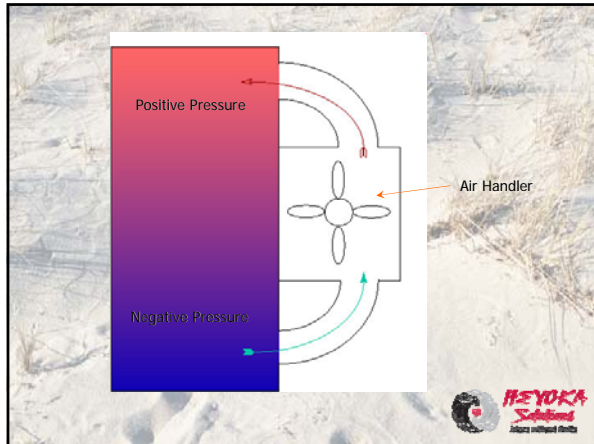 Positive Pressure
Air Handler
Negative Pressure
HEYOKA
Solutions